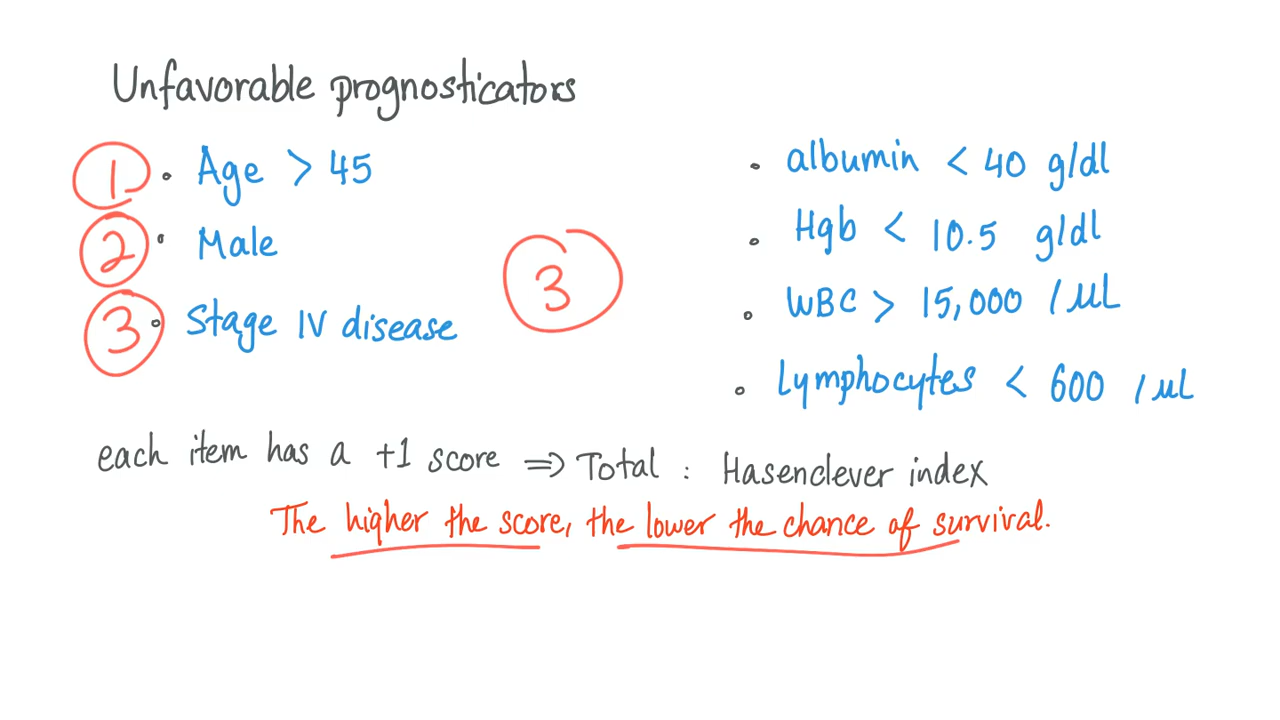 Unfavorable prognosticators
1 • Age > 45
2 • Male
3 • Stage IV disease
3
• albumin < 40 g/dl
• Hgb < 10.5 g/dl
• WBC > 15,000 / µL
• Lymphocytes < 600 / µL
each item has a +1 score ⇒ Total : Hasenclever index
The higher the score, the lower the chance of survival.